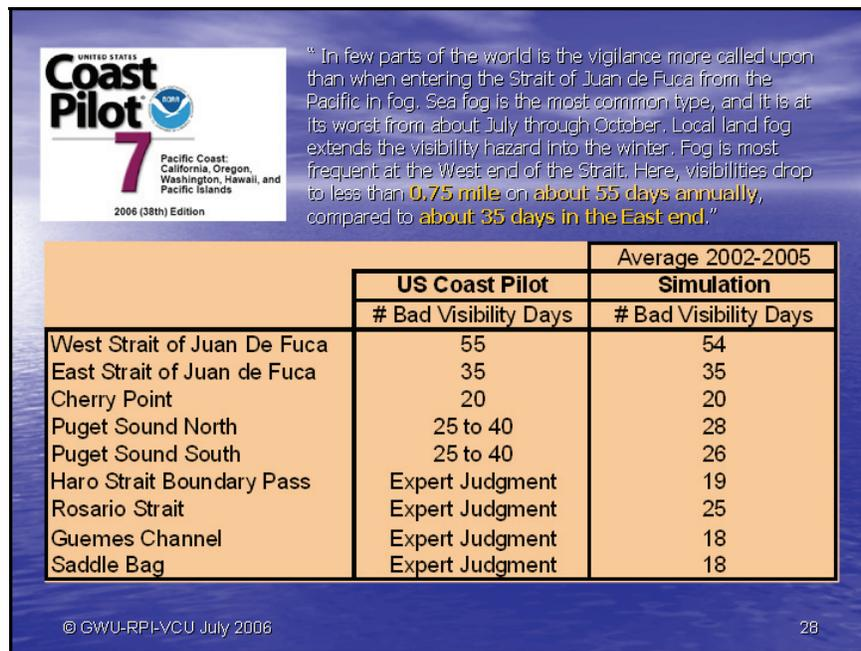 UNITED STATES
Coast
Pilot
NOAA
7
Pacific Coast:
California, Oregon,
Washington, Hawaii, and
Pacific Islands
2006 (38th) Edition
“ In few parts of the world is the vigilance more called upon
than when entering the Strait of Juan de Fuca from the
Pacific in fog. Sea fog is the most common type, and it is at
its worst from about July through October. Local land fog
extends the visibility hazard into the winter. Fog is most
frequent at the West end of the Strait. Here, visibilities drop
to less than 0.75 mile on about 55 days annually,
compared to about 35 days in the East end.”
Average 2002-2005
US Coast Pilot Simulation
# Bad Visibility Days # Bad Visibility Days
West Strait of Juan De Fuca 55 54
East Strait of Juan de Fuca 35 35
Cherry Point 20 20
Puget Sound North 25 to 40 28
Puget Sound South 25 to 40 26
Haro Strait Boundary Pass Expert Judgment 19
Rosario Strait Expert Judgment 25
Guemes Channel Expert Judgment 18
Saddle Bag Expert Judgment 18
© GWU-RPI-VCU July 2006 28